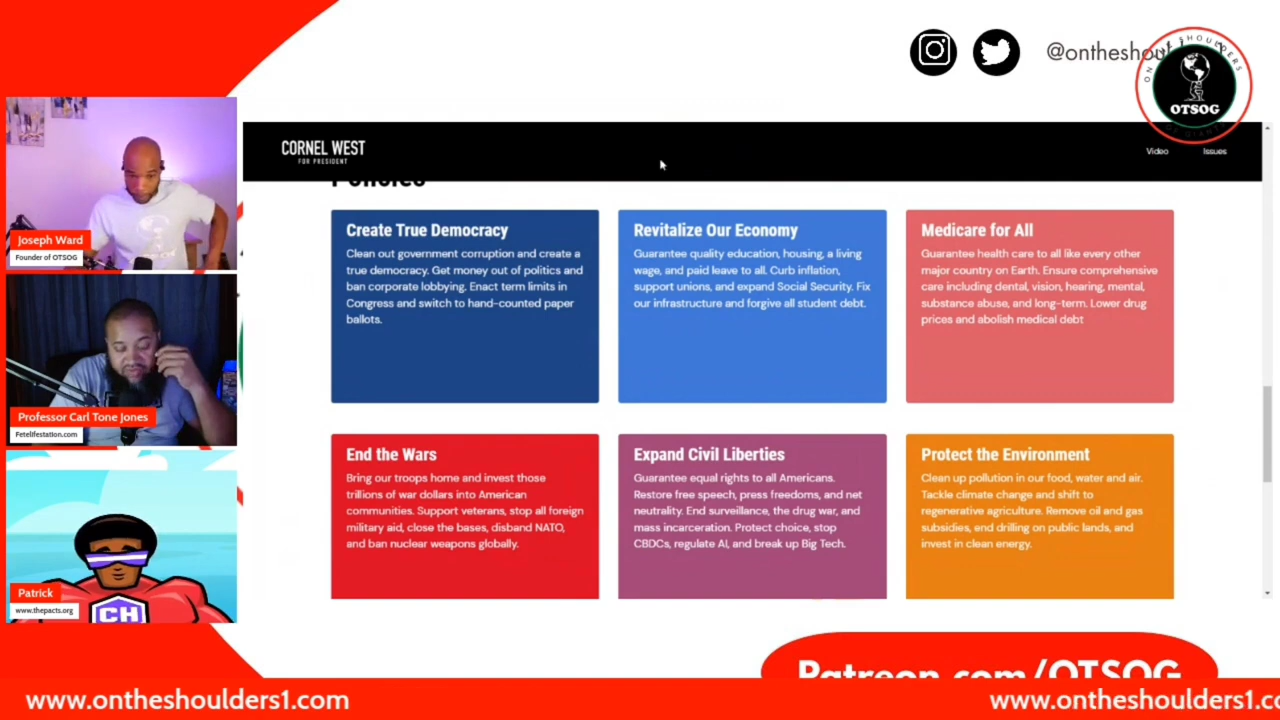 @ontheshoul
ON THE SHOULDERS
OTSOG
OF GIANTS
CORNEL WEST
FOR PRESIDENT
Video
Issues
Policies
Joseph Ward
Founder of OTSOG
Professor Carl Tone Jones
Fetelifestation.com
Patrick
www.thepacts.org
CH
Create True Democracy
Clean out government corruption and create a
true democracy. Get money out of politics and
ban corporate lobbying. Enact term limits in
Congress and switch to hand-counted paper
ballots.
Revitalize Our Economy
Guarantee quality education, housing, a living
wage, and paid leave to all. Curb inflation,
support unions, and expand Social Security. Fix
our infrastructure and forgive all student debt.
Medicare for All
Guarantee health care to all like every other
major country on Earth. Ensure comprehensive
care including dental, vision, hearing, mental,
substance abuse, and long-term. Lower drug
prices and abolish medical debt
End the Wars
Bring our troops home and invest those
trillions of war dollars into American
communities. Support veterans, stop all foreign
military aid, close the bases, disband NATO,
and ban nuclear weapons globally.
Expand Civil Liberties
Guarantee equal rights to all Americans.
Restore free speech, press freedoms, and net
neutrality. End surveillance, the drug war, and
mass incarceration. Protect choice, stop
CBDCs, regulate AI, and break up Big Tech.
Protect the Environment
Clean up pollution in our food, water and air.
Tackle climate change and shift to
regenerative agriculture. Remove oil and gas
subsidies, end drilling on public lands, and
invest in clean energy.
Patreon.com/OTSOG
www.ontheshoulders1.com
www.ontheshoulders1.co